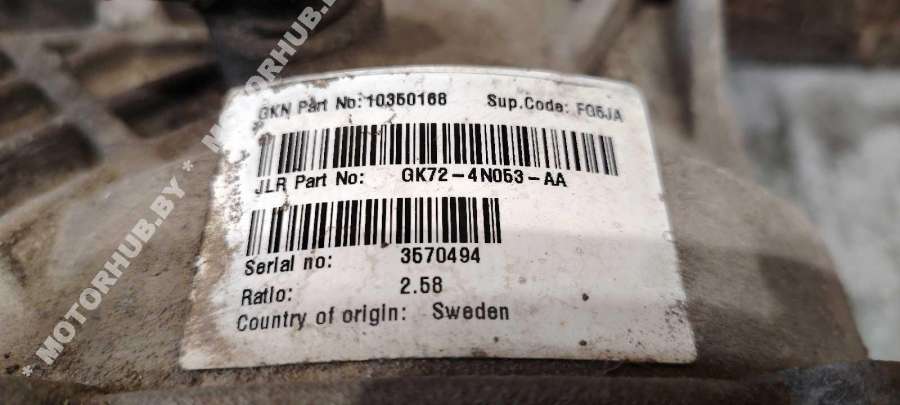 GKN Part No: 10350168 Sup.Code: FG6JA
JLR Part No: GK72-4N053-AA
Serial no: 3570494
Ratio: 2.58
Country of origin: Sweden
* MOTORHUB.BY * MOTORHUB.BY